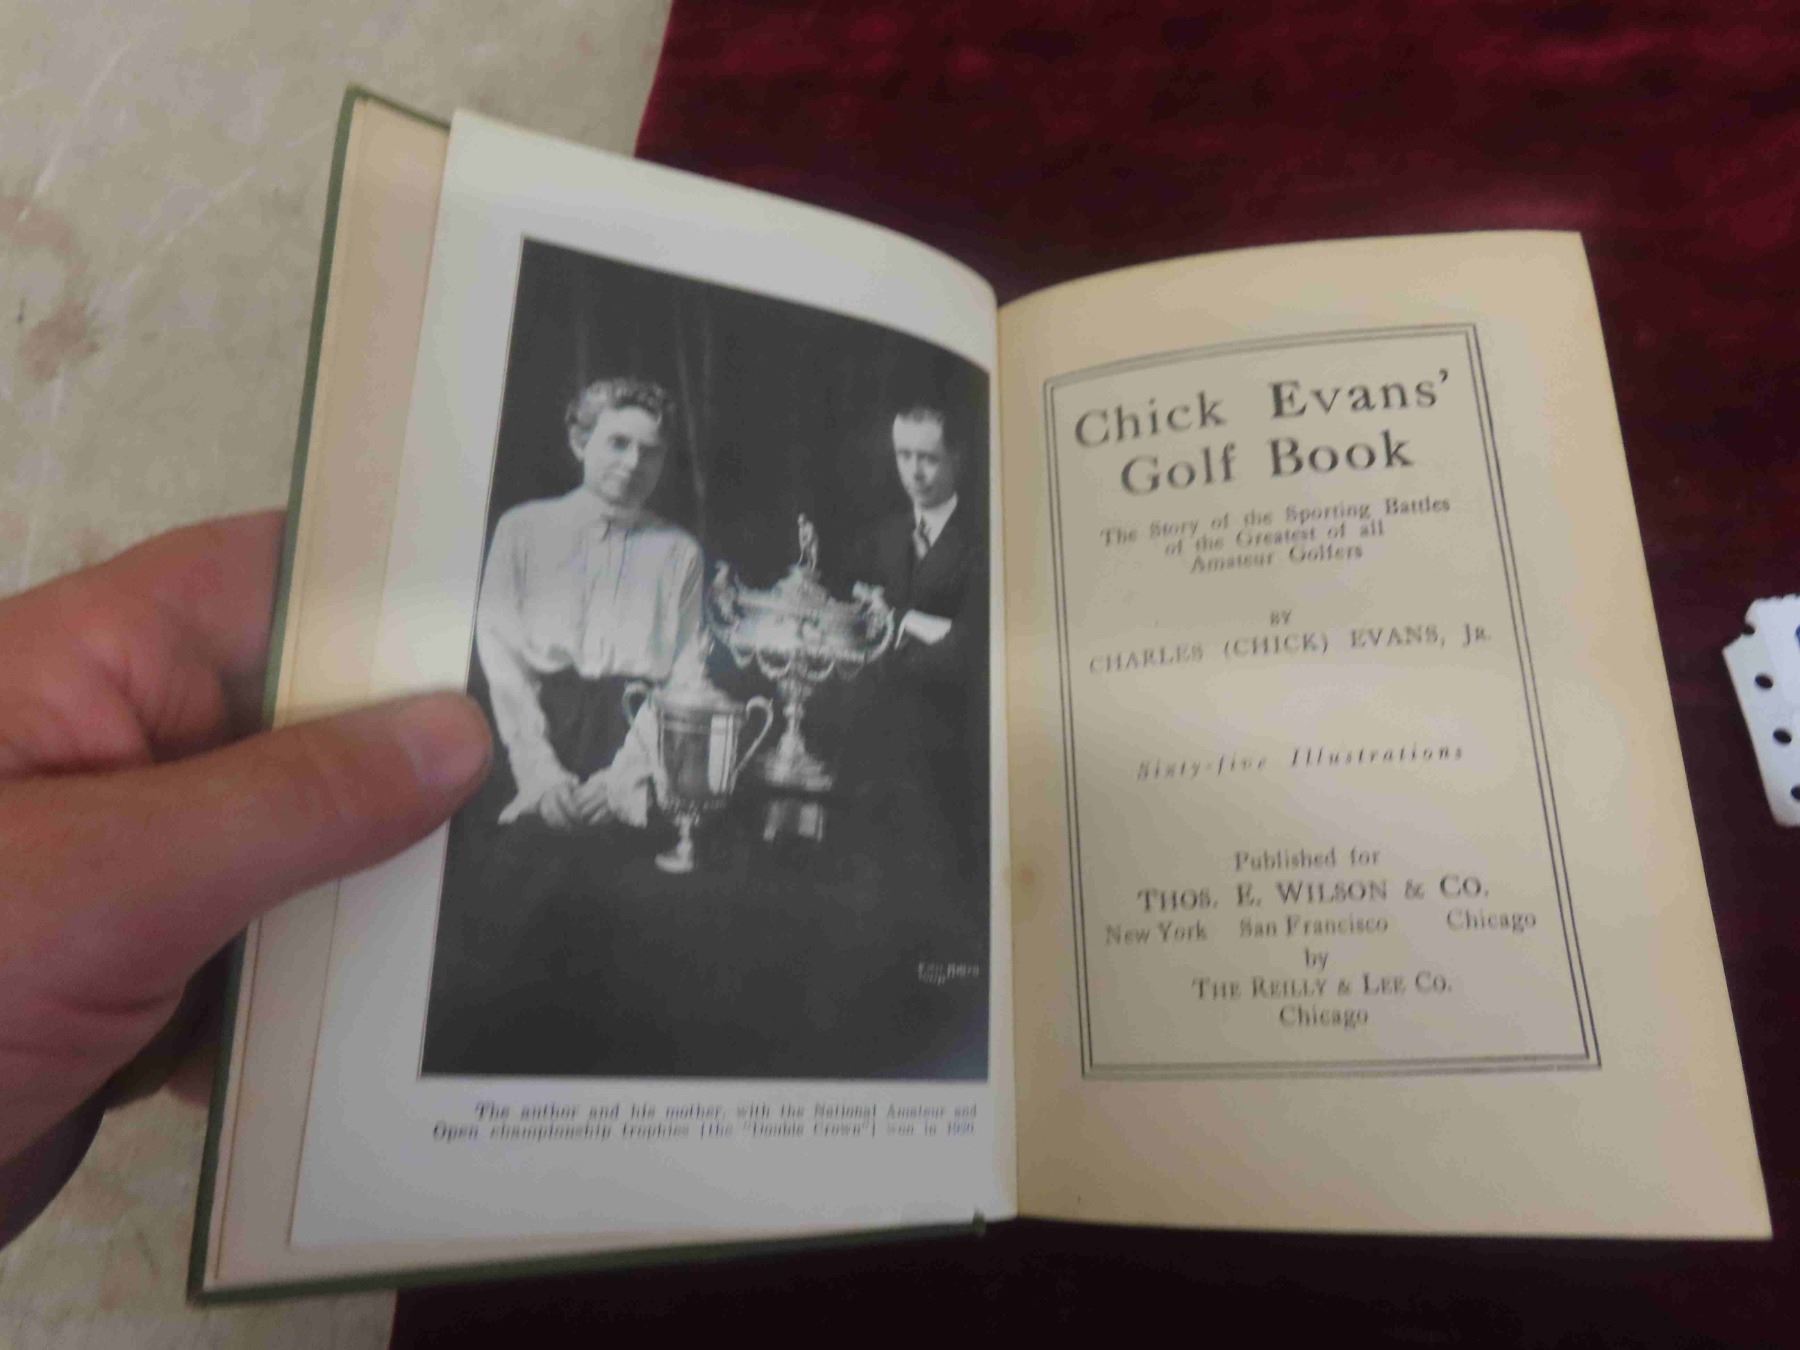 The author and his mother, with the National Amateur and
Open championship trophies (the "Double Crown") won in
Chick Evans'
Golf Book
The Story of the Sporting Battles
of the Greatest of all
Amateur Golfers
BY
CHARLES (CHICK) EVANS, JR.
Sixty-five Illustrations
Published for
THOS. E. WILSON & CO.
New York San Francisco Chicago
by
THE REILLY & LEE CO.
Chicago